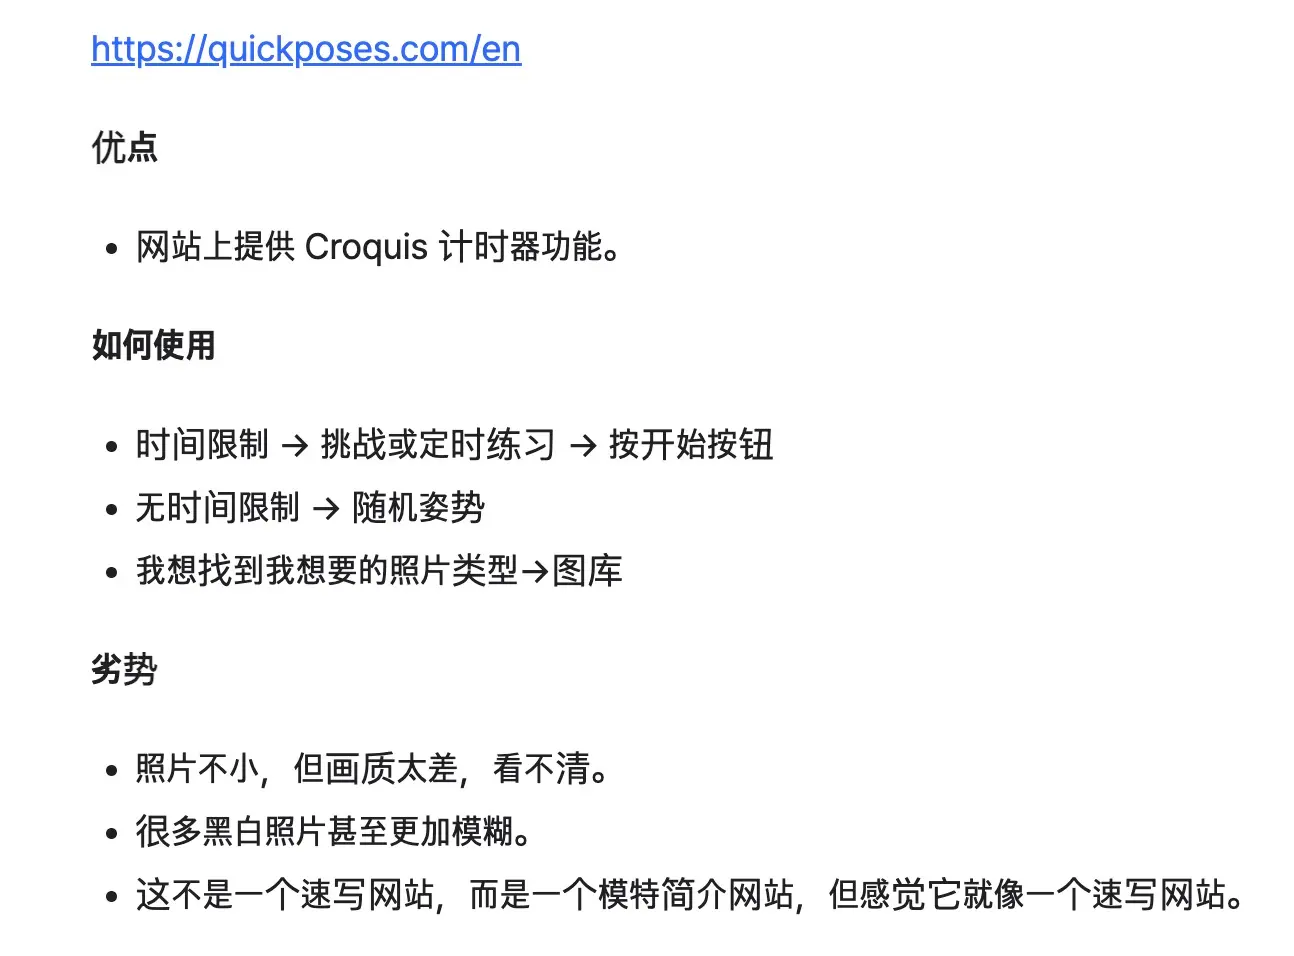 https://quickposes.com/en
优点
网站上提供 Croquis 计时器功能。
如何使用
时间限制 → 挑战或定时练习 → 按开始按钮
无时间限制 → 随机姿势
我想找到我想要的照片类型→图库
劣势
照片不小，但画质太差，看不清。
很多黑白照片甚至更加模糊。
这不是一个速写网站，而是一个模特简介网站，但感觉它就像一个速写网站。